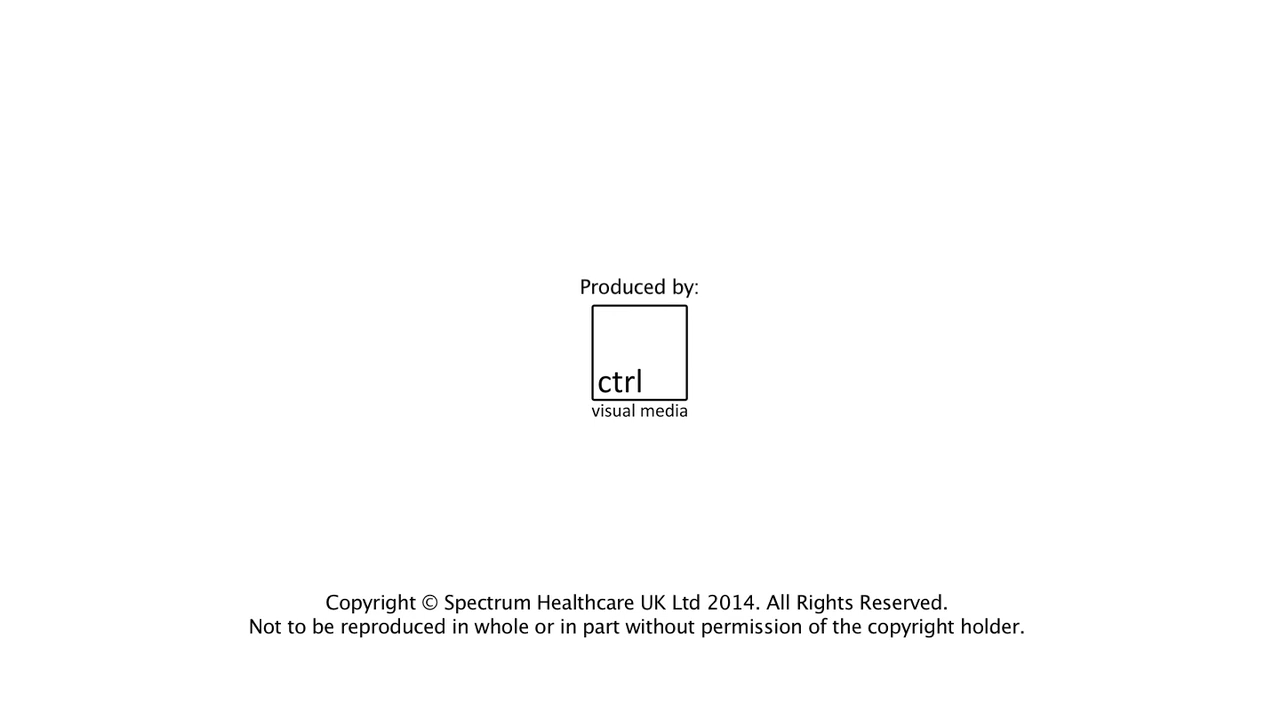 Produced by:
ctrl
visual media
Copyright © Spectrum Healthcare UK Ltd 2014. All Rights Reserved.
Not to be reproduced in whole or in part without permission of the copyright holder.